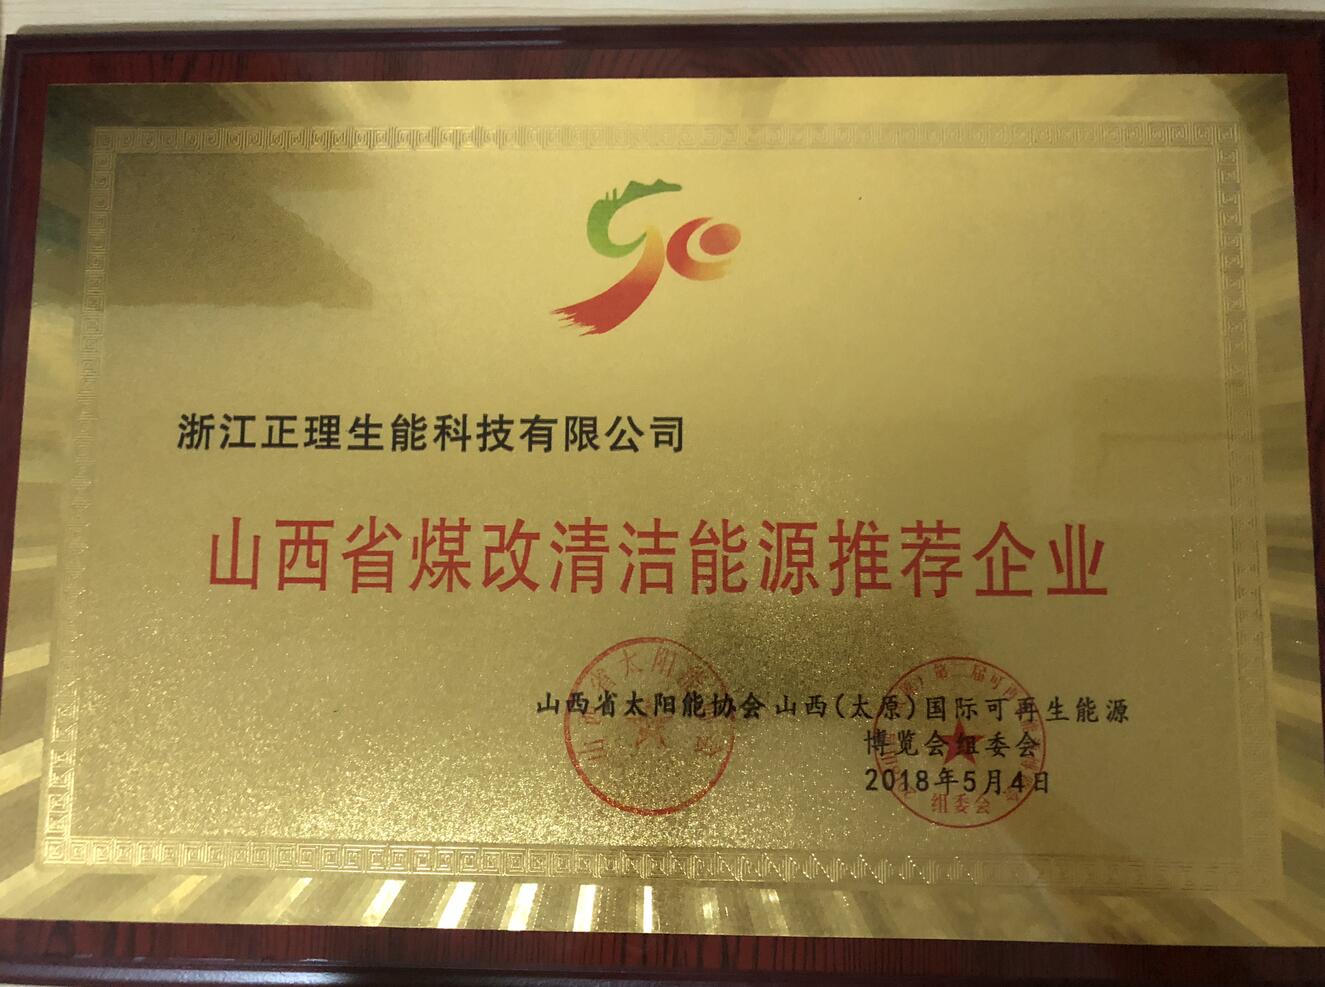 浙江正理生能科技有限公司
山西省煤改清洁能源推荐企业
山西省太阳能协会 山西(太原)国际可再生能源
博览会组委会
2018年5月4日
组委会